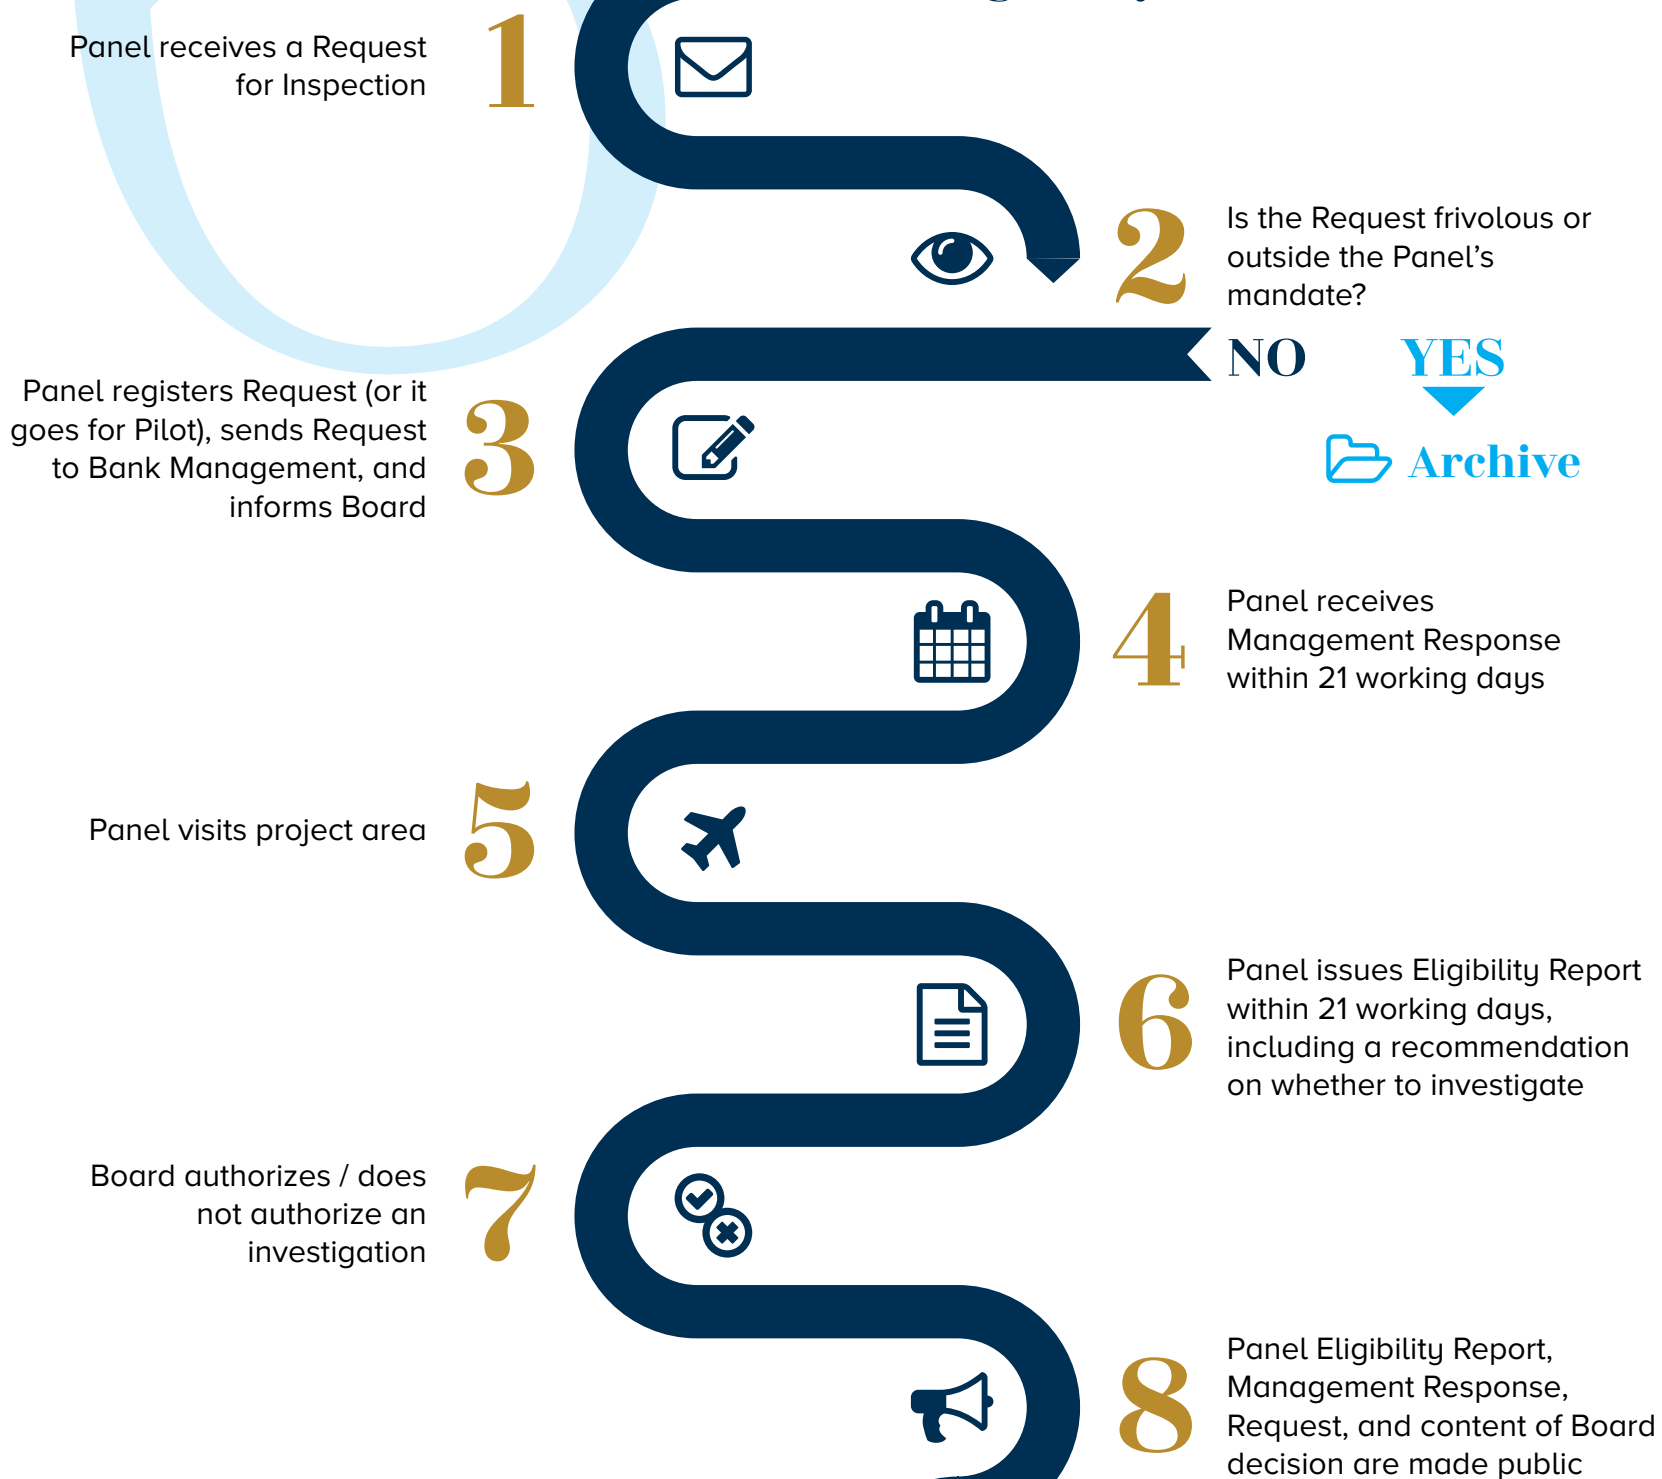 1
Panel receives a Request
for Inspection
2
Is the Request frivolous or
outside the Panel’s
mandate?
NO
YES
Archive
3
Panel registers Request (or it
goes for Pilot), sends Request
to Bank Management, and
informs Board
4
Panel receives
Management Response
within 21 working days
5
Panel visits project area
6
Panel issues Eligibility Report
within 21 working days,
including a recommendation
on whether to investigate
7
Board authorizes / does
not authorize an
investigation
8
Panel Eligibility Report,
Management Response,
Request, and content of Board
decision are made public